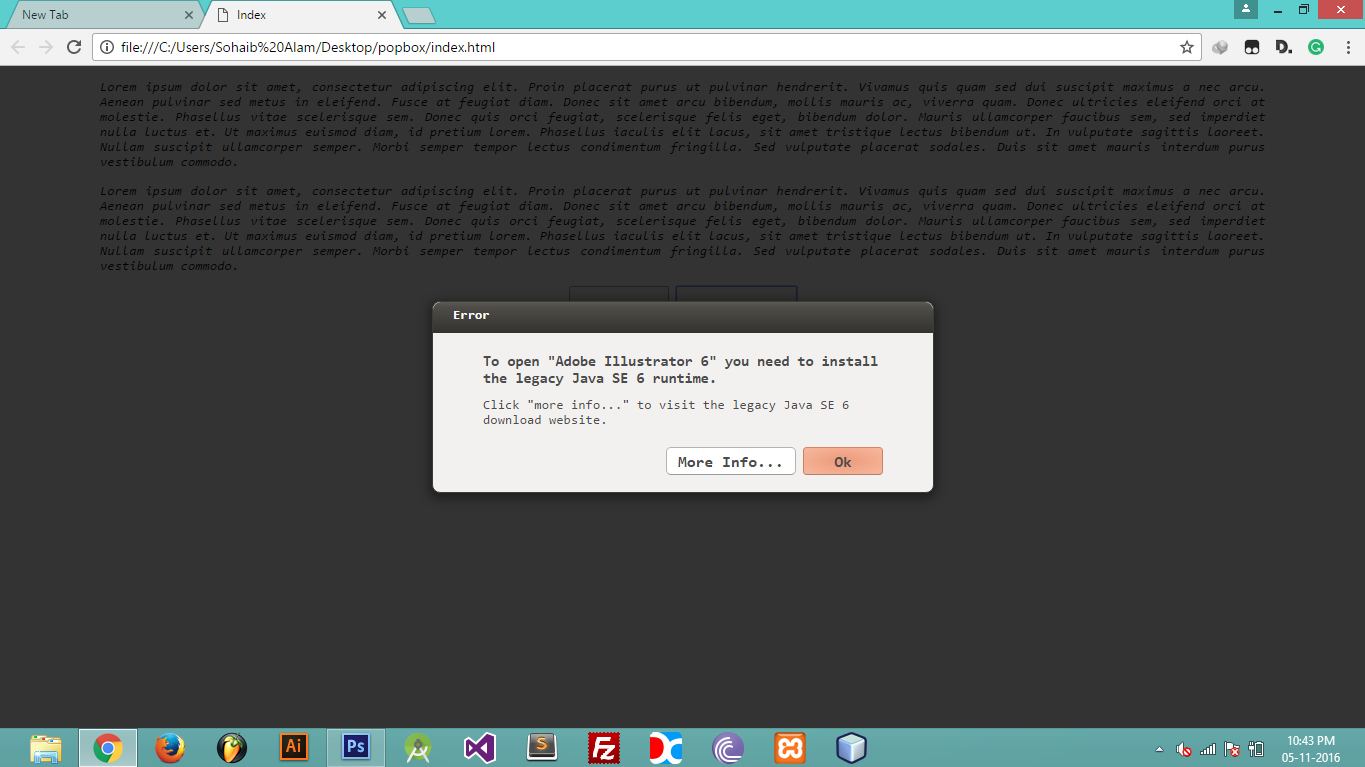 New Tab
Index
file:///C:/Users/Sohaib%20Alam/Desktop/popbox/index.html
D.
G
Lorem ipsum dolor sit amet, consectetur adipiscing elit. Proin placerat purus ut pulvinar hendrerit. Vivamus quis quam sed dui suscipit maximus a nec arcu.
Aenean pulvinar sed metus in eleifend. Fusce at feugiat diam. Donec sit amet arcu bibendum, mollis mauris ac, viverra quam. Donec ultricies eleifend orci at
molestie. Phasellus vitae scelerisque sem. Donec quis orci feugiat, scelerisque felis eget, bibendum dolor. Mauris ullamcorper faucibus sem, sed imperdiet
nulla luctus et. Ut maximus euismod diam, id pretium lorem. Phasellus iaculis elit lacus, sit amet tristique lectus bibendum ut. In vulputate sagittis laoreet.
Nullam suscipit ullamcorper semper. Morbi semper tempor lectus condimentum fringilla. Sed vulputate placerat sodales. Duis sit amet mauris interdum purus
vestibulum commodo.
Lorem ipsum dolor sit amet, consectetur adipiscing elit. Proin placerat purus ut pulvinar hendrerit. Vivamus quis quam sed dui suscipit maximus a nec arcu.
Aenean pulvinar sed metus in eleifend. Fusce at feugiat diam. Donec sit amet arcu bibendum, mollis mauris ac, viverra quam. Donec ultricies eleifend orci at
molestie. Phasellus vitae scelerisque sem. Donec quis orci feugiat, scelerisque felis eget, bibendum dolor. Mauris ullamcorper faucibus sem, sed imperdiet
nulla luctus et. Ut maximus euismod diam, id pretium lorem. Phasellus iaculis elit lacus, sit amet tristique lectus bibendum ut. In vulputate sagittis laoreet.
Nullam suscipit ullamcorper semper. Morbi semper tempor lectus condimentum fringilla. Sed vulputate placerat sodales. Duis sit amet mauris interdum purus
vestibulum commodo.
Error
To open "Adobe Illustrator 6" you need to install
the legacy Java SE 6 runtime.
Click "more info..." to visit the legacy Java SE 6
download website.
More Info... Ok
Ai Ps S Fz
10:43 PM
05-11-2016